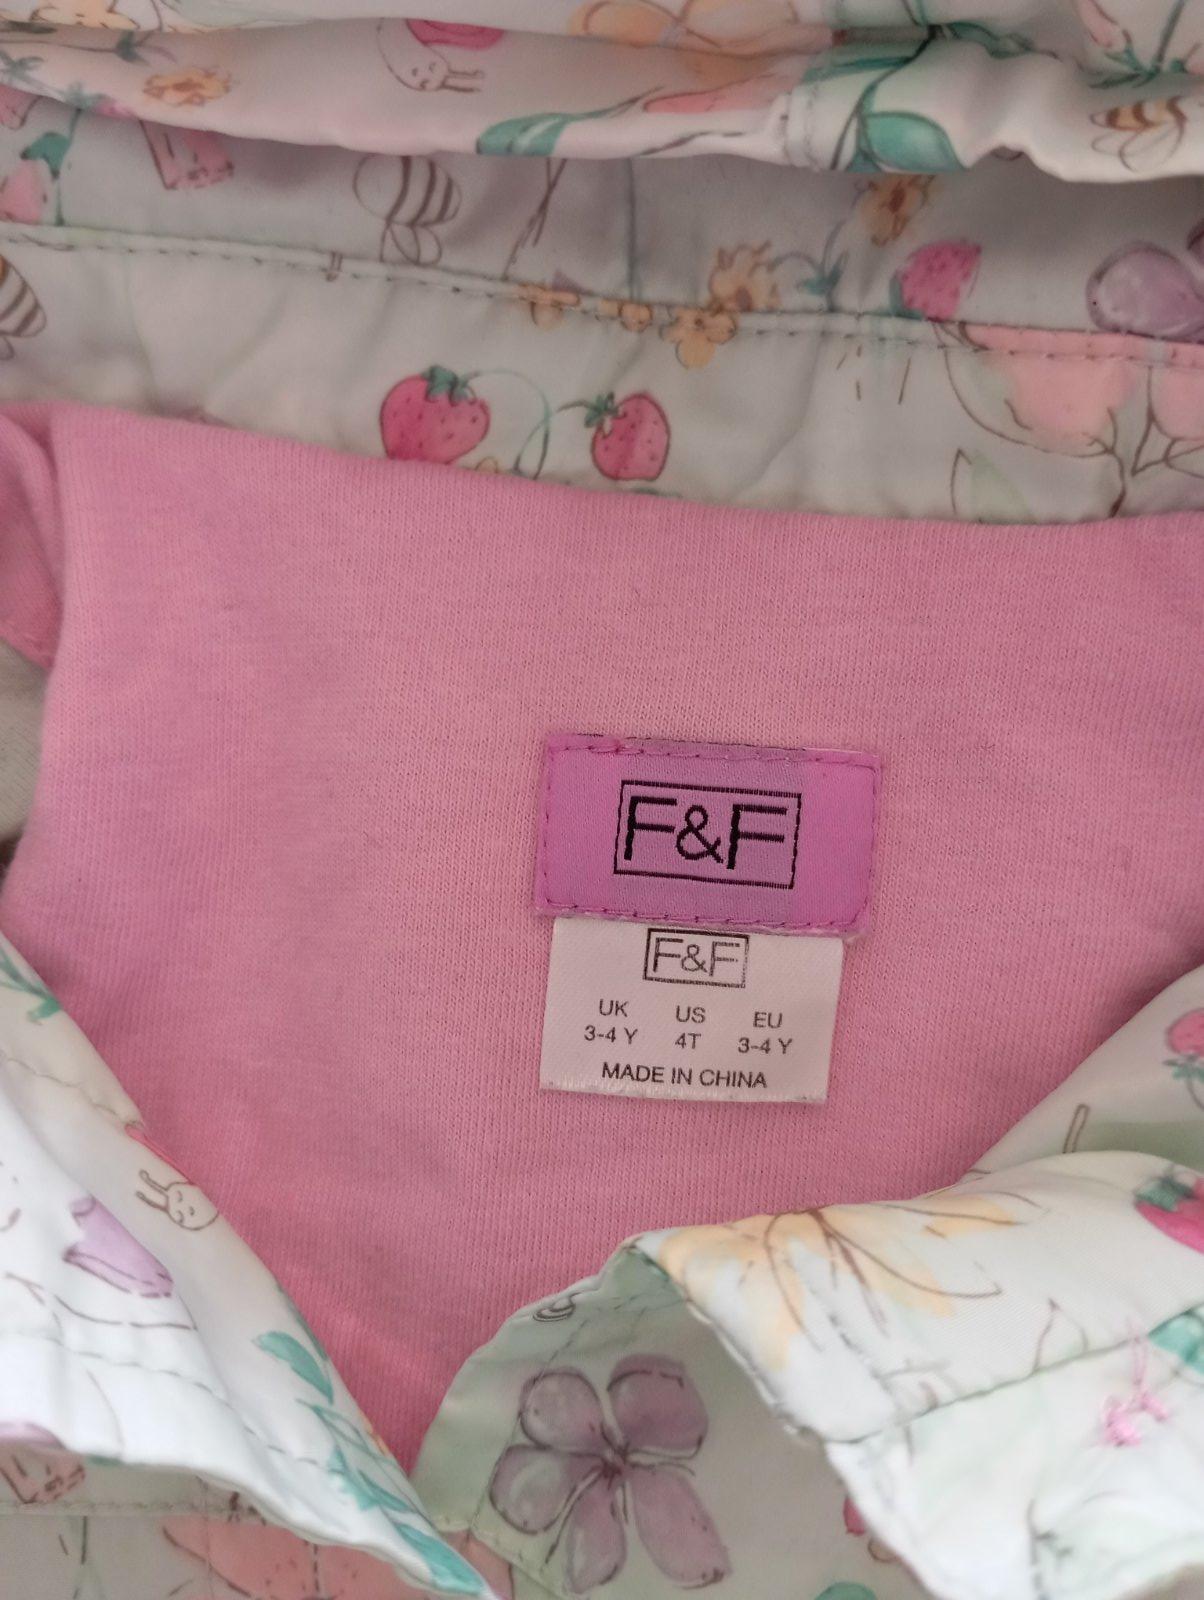 F&F
F&F
UK US EU
3-4 Y 4T 3-4 Y
MADE IN CHINA